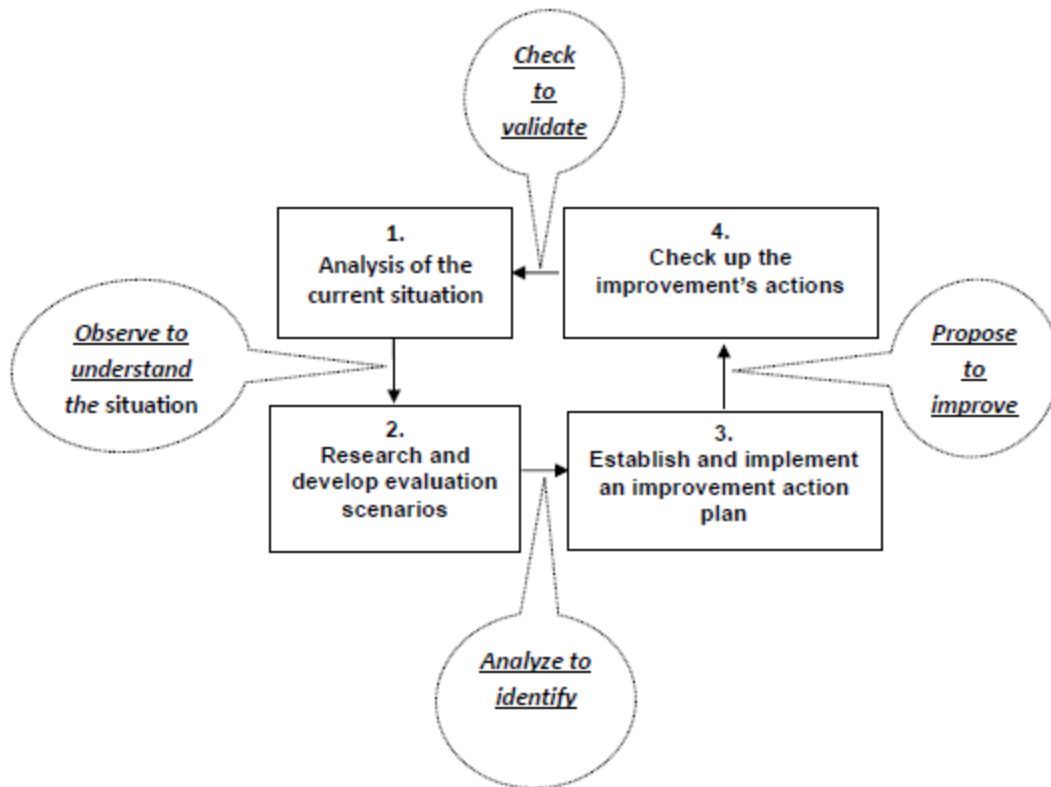 Check
to
validate
1.
Analysis of the
current situation
4.
Check up the
improvement's actions
Observe to
understand
the situation
Propose
to
improve
2.
Research and
develop evaluation
scenarios
3.
Establish and implement
an improvement action
plan
Analyze to
identify